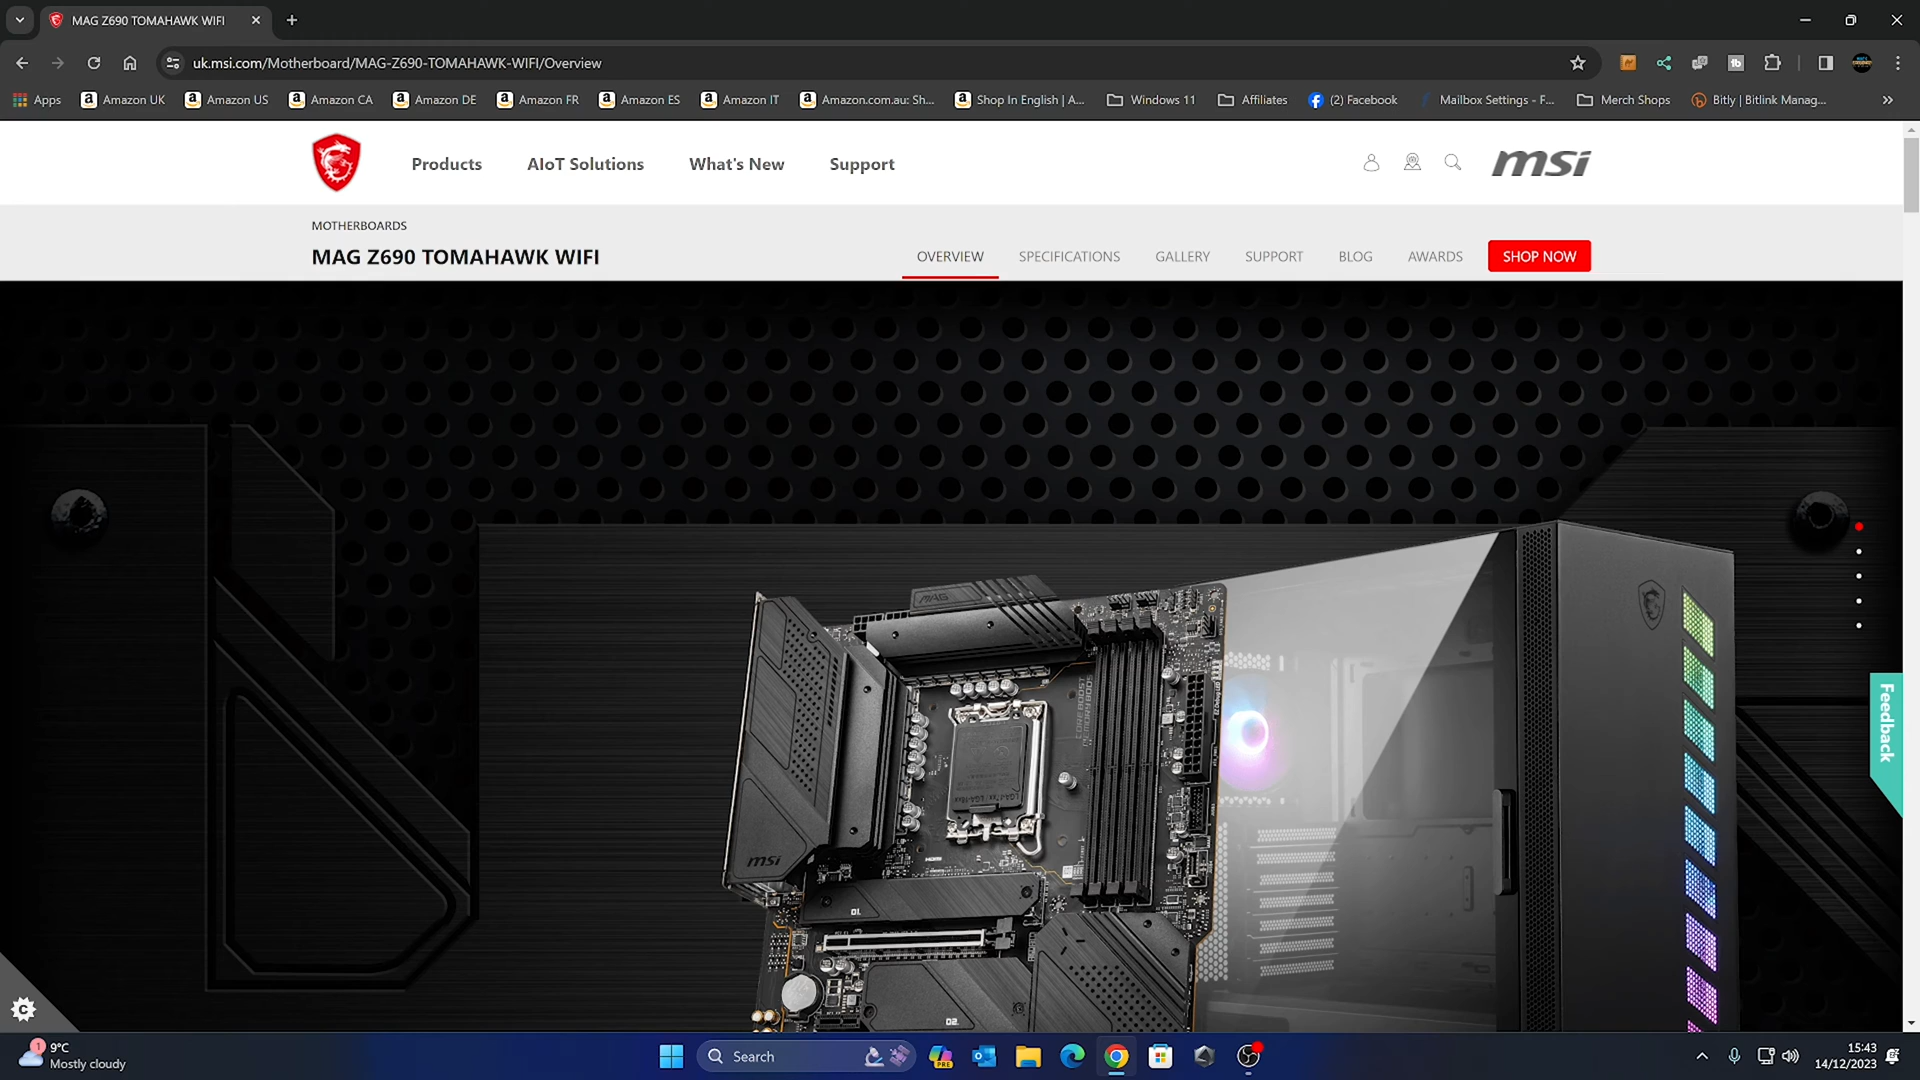 MAG Z690 TOMAHAWK WIFI
uk.msi.com/Motherboard/MAG-Z690-TOMAHAWK-WIFI/Overview
Apps
Amazon UK
Amazon US
Amazon CA
Amazon DE
Amazon FR
Amazon ES
Amazon IT
Amazon.com.au: Sh...
Shop In English | A...
Windows 11
Affiliates
(2) Facebook
Mailbox Settings - F...
Merch Shops
Bitly | Bitlink Manag...
Products
AIoT Solutions
What's New
Support
msi
MOTHERBOARDS
MAG Z690 TOMAHAWK WIFI
OVERVIEW
SPECIFICATIONS
GALLERY
SUPPORT
BLOG
AWARDS
SHOP NOW
MAG
msi
01.
02.
Feedback
1
9°C
Mostly cloudy
Search
PRE
15:43
14/12/2023